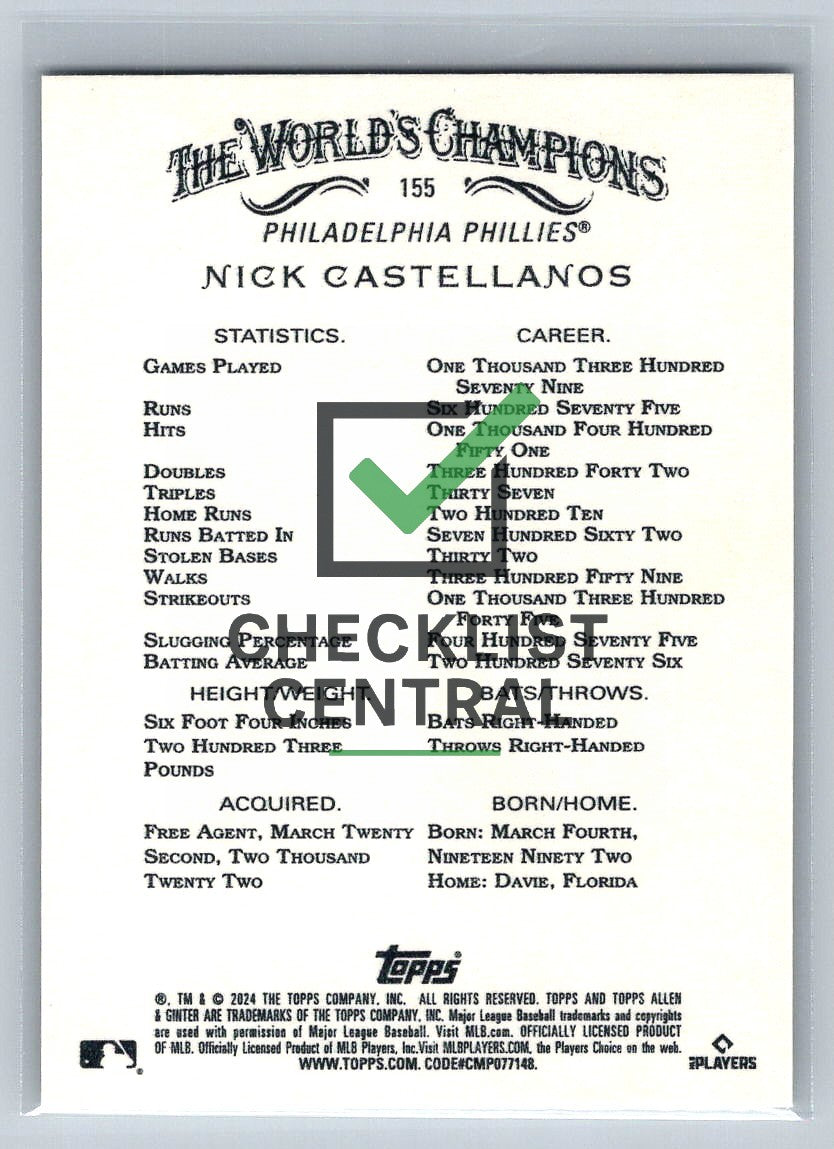 THE WORLD'S CHAMPIONS
155
PHILADELPHIA PHILLIES®
NICK CASTELLANOS
STATISTICS. CAREER.
GAMES PLAYED ONE THOUSAND THREE HUNDRED
SEVENTY NINE
RUNS SIX HUNDRED SEVENTY FIVE
HITS ONE THOUSAND FOUR HUNDRED
FIFTY ONE
DOUBLES THREE HUNDRED FORTY TWO
TRIPLES THIRTY SEVEN
HOME RUNS TWO HUNDRED TEN
RUNS BATTED IN SEVEN HUNDRED SIXTY TWO
STOLEN BASES THIRTY TWO
WALKS THREE HUNDRED FIFTY NINE
STRIKEOUTS ONE THOUSAND THREE HUNDRED
FORTY FIVE
SLUGGING PERCENTAGE FOUR HUNDRED SEVENTY FIVE
BATTING AVERAGE TWO HUNDRED SEVENTY SIX
CHECKLIST
CENTRAL
HEIGHT/WEIGHT. BATS/THROWS.
SIX FOOT FOUR INCHES BATS RIGHT-HANDED
TWO HUNDRED THREE THROWS RIGHT-HANDED
POUNDS
ACQUIRED. BORN/HOME.
FREE AGENT, MARCH TWENTY BORN: MARCH FOURTH,
SECOND, TWO THOUSAND NINETEEN NINETY TWO
TWENTY TWO HOME: DAVIE, FLORIDA
topps®
®, TM & © 2024 THE TOPPS COMPANY, INC. ALL RIGHTS RESERVED. TOPPS AND TOPPS ALLEN
& GINTER ARE TRADEMARKS OF THE TOPPS COMPANY, INC. Major League Baseball trademarks and copyrights
are used with permission of Major League Baseball. Visit MLB.com. OFFICIALLY LICENSED PRODUCT
OF MLB. Officially Licensed Product of MLB Players, Inc.Visit MLBPLAYERS.COM, the Players Choice on the web.
WWW.TOPPS.COM. CODE#CMP077148.
MLB PLAYERS